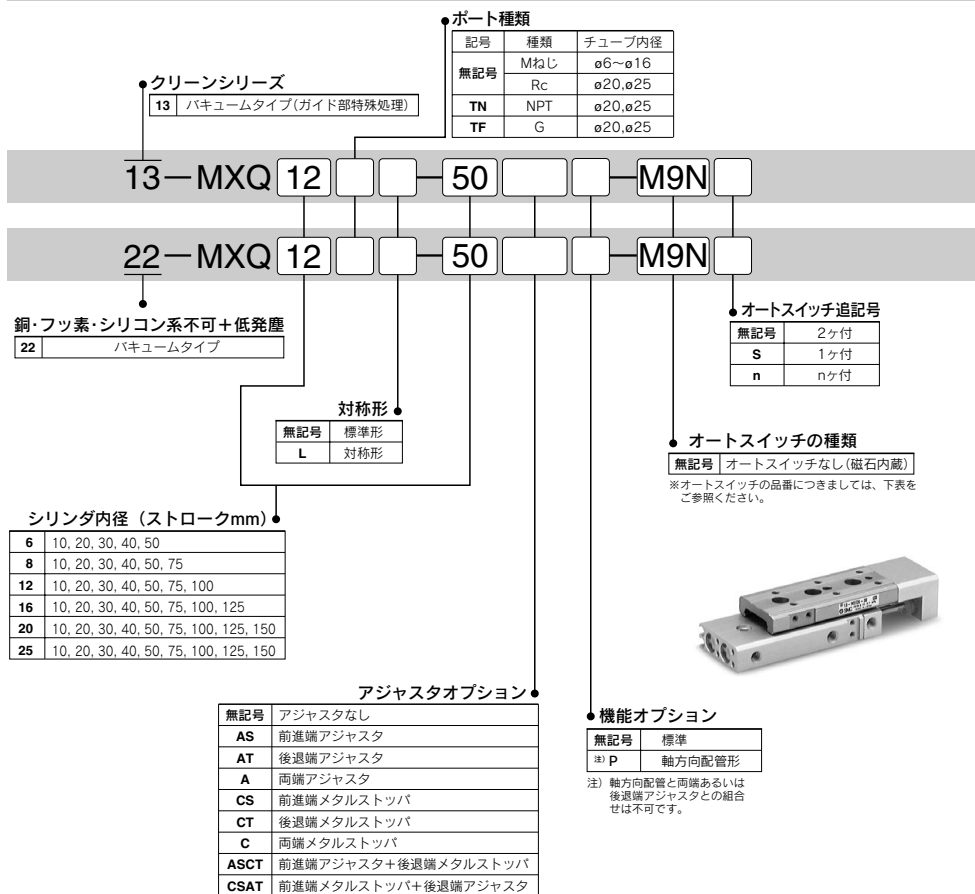 ポート種類
記号 種類 チューブ内径
無記号 Mねじ ø6～ø16
Rc ø20,ø25
TN NPT ø20,ø25
TF G ø20,ø25
クリーンシリーズ
13 バキュームタイプ(ガイド部特殊処理)
13－MXQ 12 － 50 － M9N
22－MXQ 12 － 50 － M9N
銅・フッ素・シリコン系不可＋低発塵
22 バキュームタイプ
オートスイッチ追記号
無記号 2ヶ付
S 1ヶ付
n nヶ付
対称形
無記号 標準形
L 対称形
オートスイッチの種類
無記号 オートスイッチなし(磁石内蔵)
※オートスイッチの品番につきましては、下表を
ご参照ください。
シリンダ内径（ストロークmm）
6 10, 20, 30, 40, 50
8 10, 20, 30, 40, 50, 75
12 10, 20, 30, 40, 50, 75, 100
16 10, 20, 30, 40, 50, 75, 100, 125
20 10, 20, 30, 40, 50, 75, 100, 125, 150
25 10, 20, 30, 40, 50, 75, 100, 125, 150
アジャスタオプション
無記号 アジャスタなし
AS 前進端アジャスタ
AT 後退端アジャスタ
A 両端アジャスタ
CS 前進端メタルストッパ
CT 後退端メタルストッパ
C 両端メタルストッパ
ASCT 前進端アジャスタ＋後退端メタルストッパ
CSAT 前進端メタルストッパ＋後退端アジャスタ
機能オプション
無記号 標準
注) P 軸方向配管形
注）軸方向配管と両端あるいは
後退端アジャスタとの組合
せは不可です。